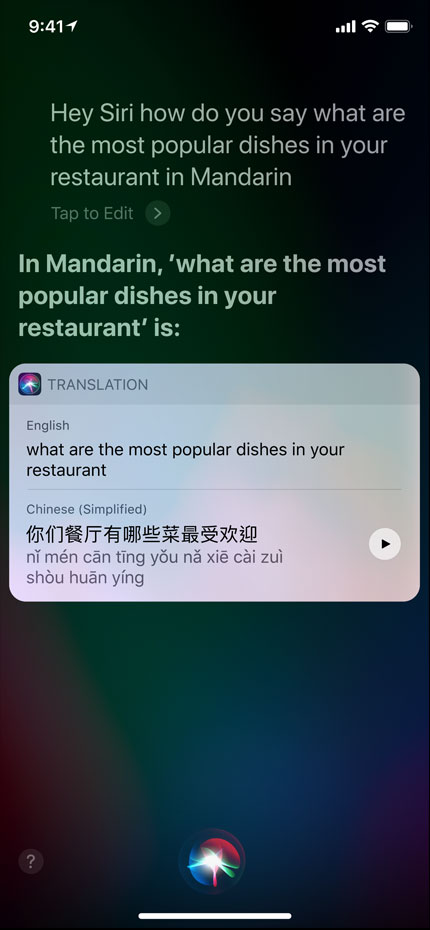 9:41
Hey Siri how do you say what are
the most popular dishes in your
restaurant in Mandarin
Tap to Edit
In Mandarin, ’what are the most
popular dishes in your
restaurant’ is:
TRANSLATION
English
what are the most popular dishes in your
restaurant
Chinese (Simplified)
你们餐厅有哪些菜最受欢迎
nǐ mén cān tīng yǒu nǎ xiē cài zuì
shòu huān yíng
?